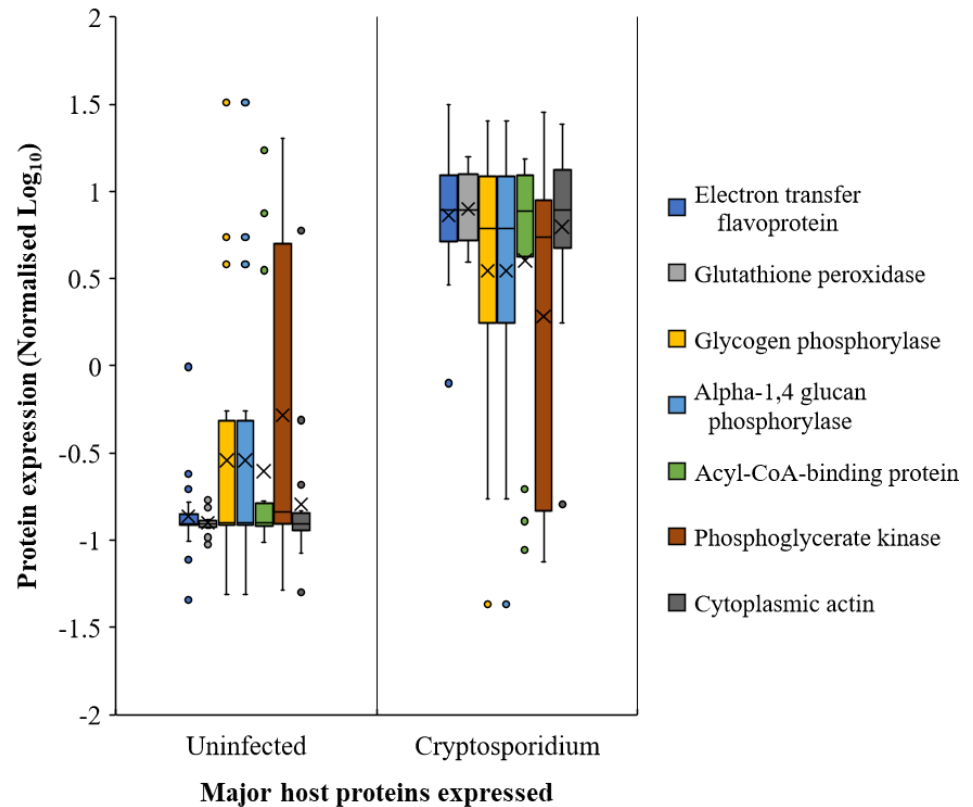 Protein expression (Normalised Log₁₀)
2
1.5
1
0.5
0
-0.5
-1
-1.5
-2
Uninfected
Cryptosporidium
Major host proteins expressed
Electron transfer
flavoprotein
Glutathione peroxidase
Glycogen phosphorylase
Alpha-1,4 glucan
phosphorylase
Acyl-CoA-binding protein
Phosphoglycerate kinase
Cytoplasmic actin